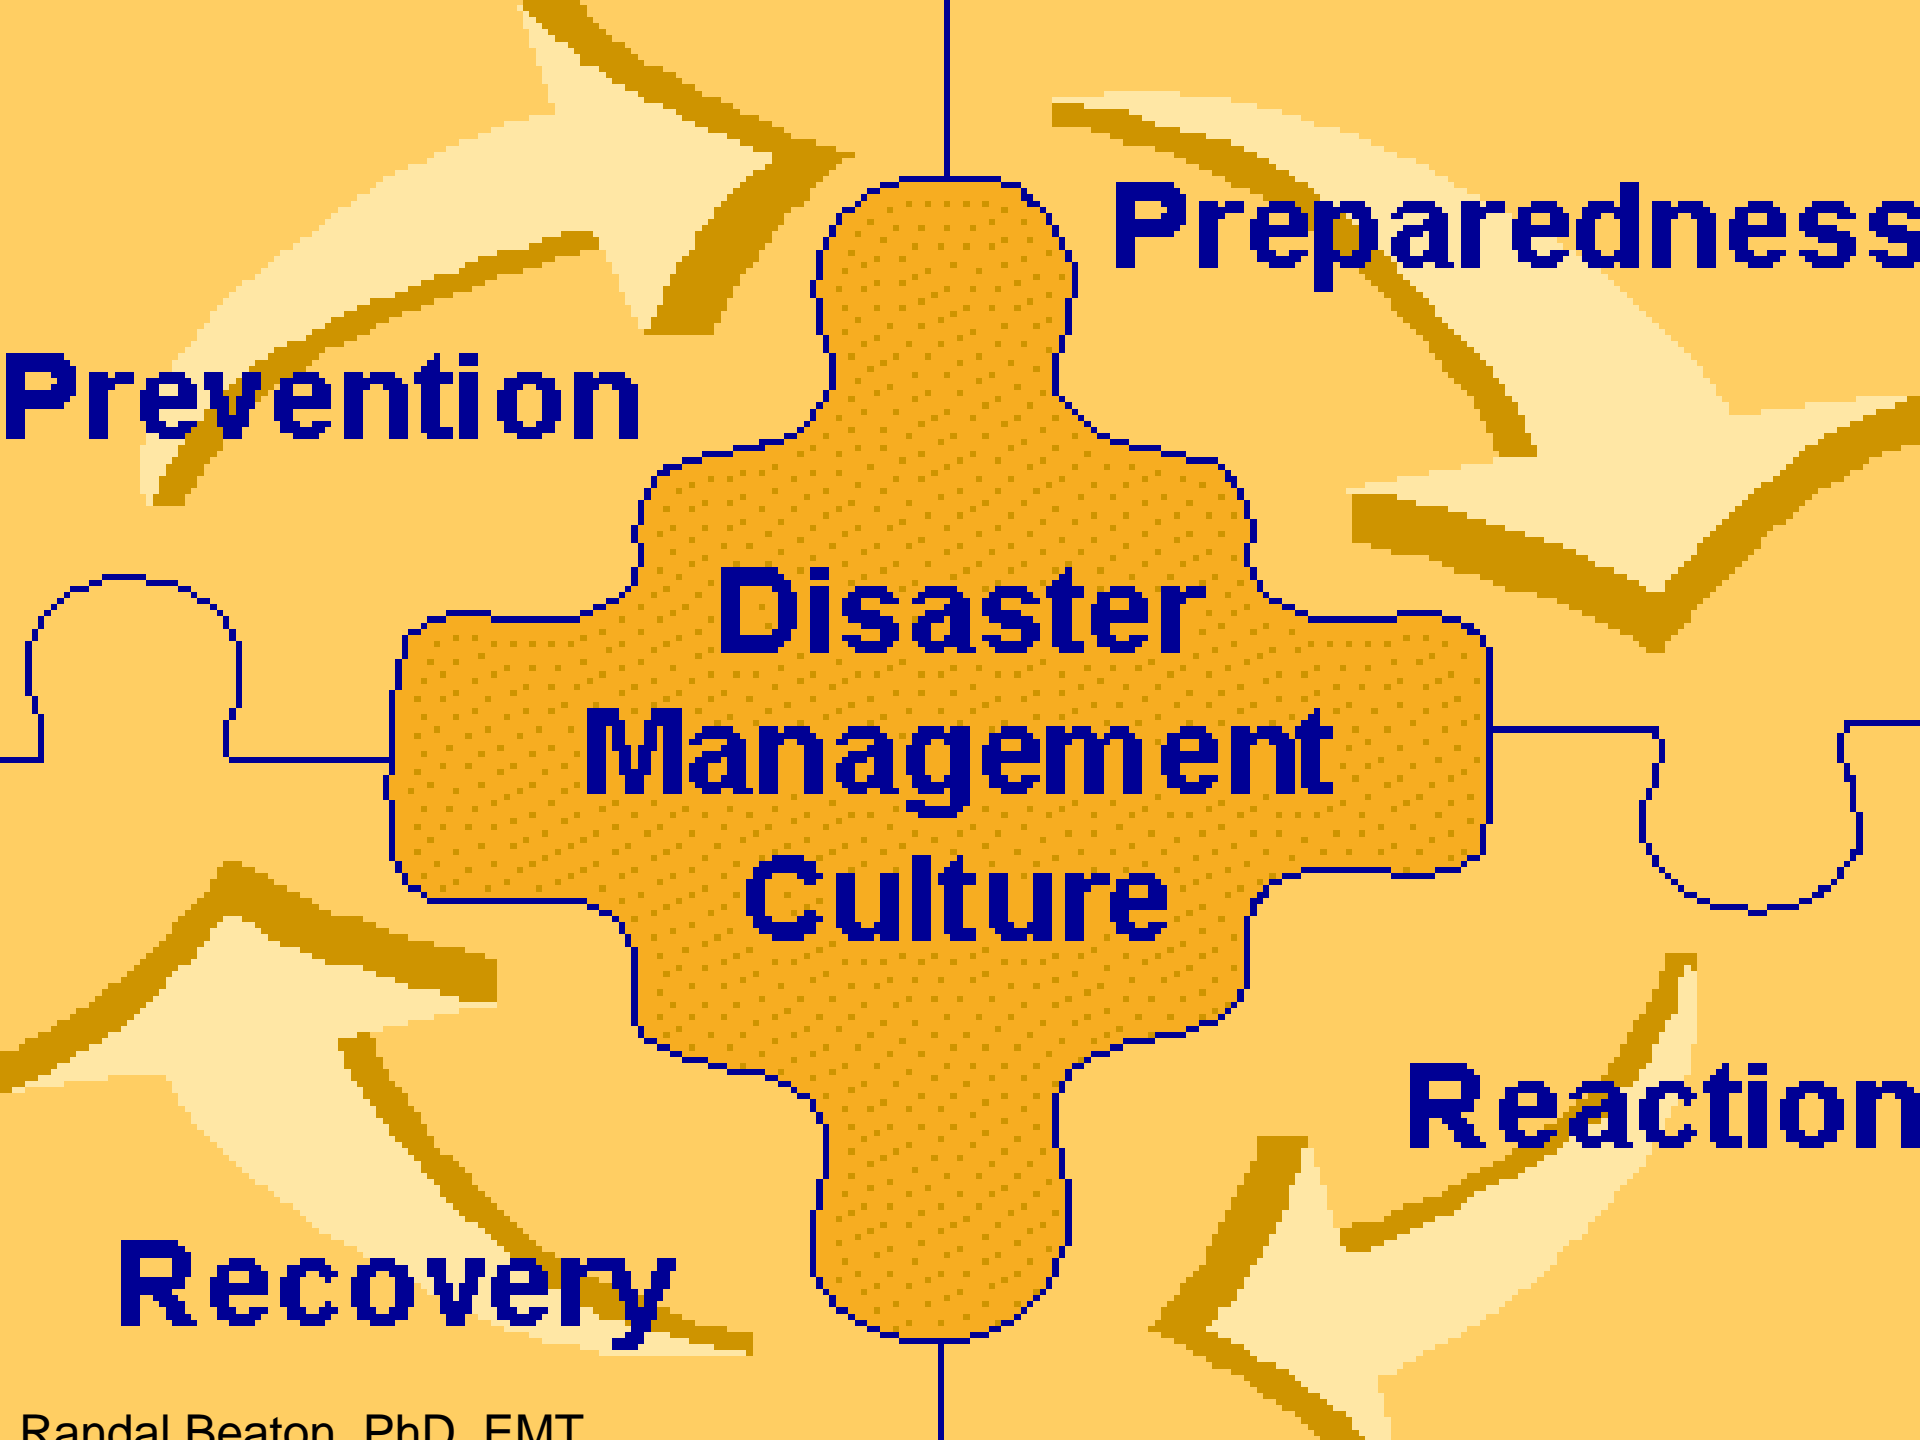 Preparedness
Prevention
Disaster
Management
Culture
Reaction
Recovery
Randal Beaton, PhD, EMT